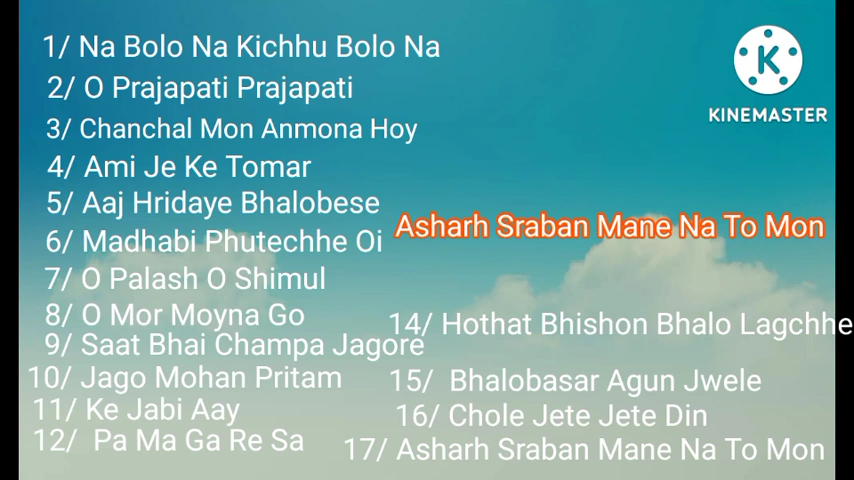 1/ Na Bolo Na Kichhu Bolo Na
2/ O Prajapati Prajapati
3/ Chanchal Mon Anmona Hoy
4/ Ami Je Ke Tomar
5/ Aaj Hridaye Bhalobese
6/ Madhabi Phutechhe Oi
7/ O Palash O Shimul
8/ O Mor Moyna Go
9/ Saat Bhai Champa Jagore
10/ Jago Mohan Pritam
11/ Ke Jabi Aay
12/ Pa Ma Ga Re Sa
K
KINEMASTER
Asharh Sraban Mane Na To Mon
14/ Hothat Bhishon Bhalo Lagchhe
15/ Bhalobasar Agun Jwele
16/ Chole Jete Jete Din
17/ Asharh Sraban Mane Na To Mon